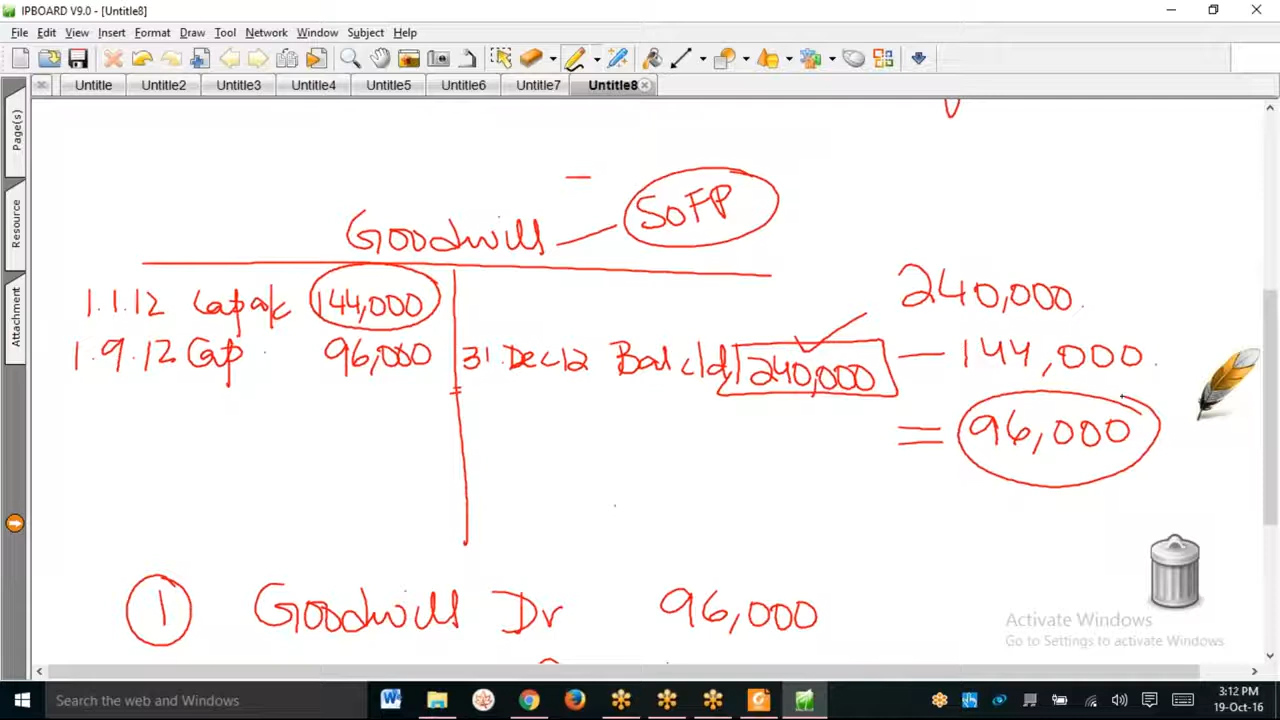 IPBOARD V9.0 - [Untitle8]
File Edit View Insert Format Draw Tool Network Window Subject Help
Untitle Untitle2 Untitle3 Untitle4 Untitle5 Untitle6 Untitle7 Untitle8
Page(s)
Resource
Attachment
Goodwill SoFP
1.1.12 Cap a/c 144,000
1.9.12 Cap 96,000 31 Dec 12 Bal c/d 240,000
240,000
— 144,000
= 96,000
1 Goodwill Dr 96,000
Activate Windows
Go to Settings to activate Windows.
Search the web and Windows
3:12 PM
19-Oct-16